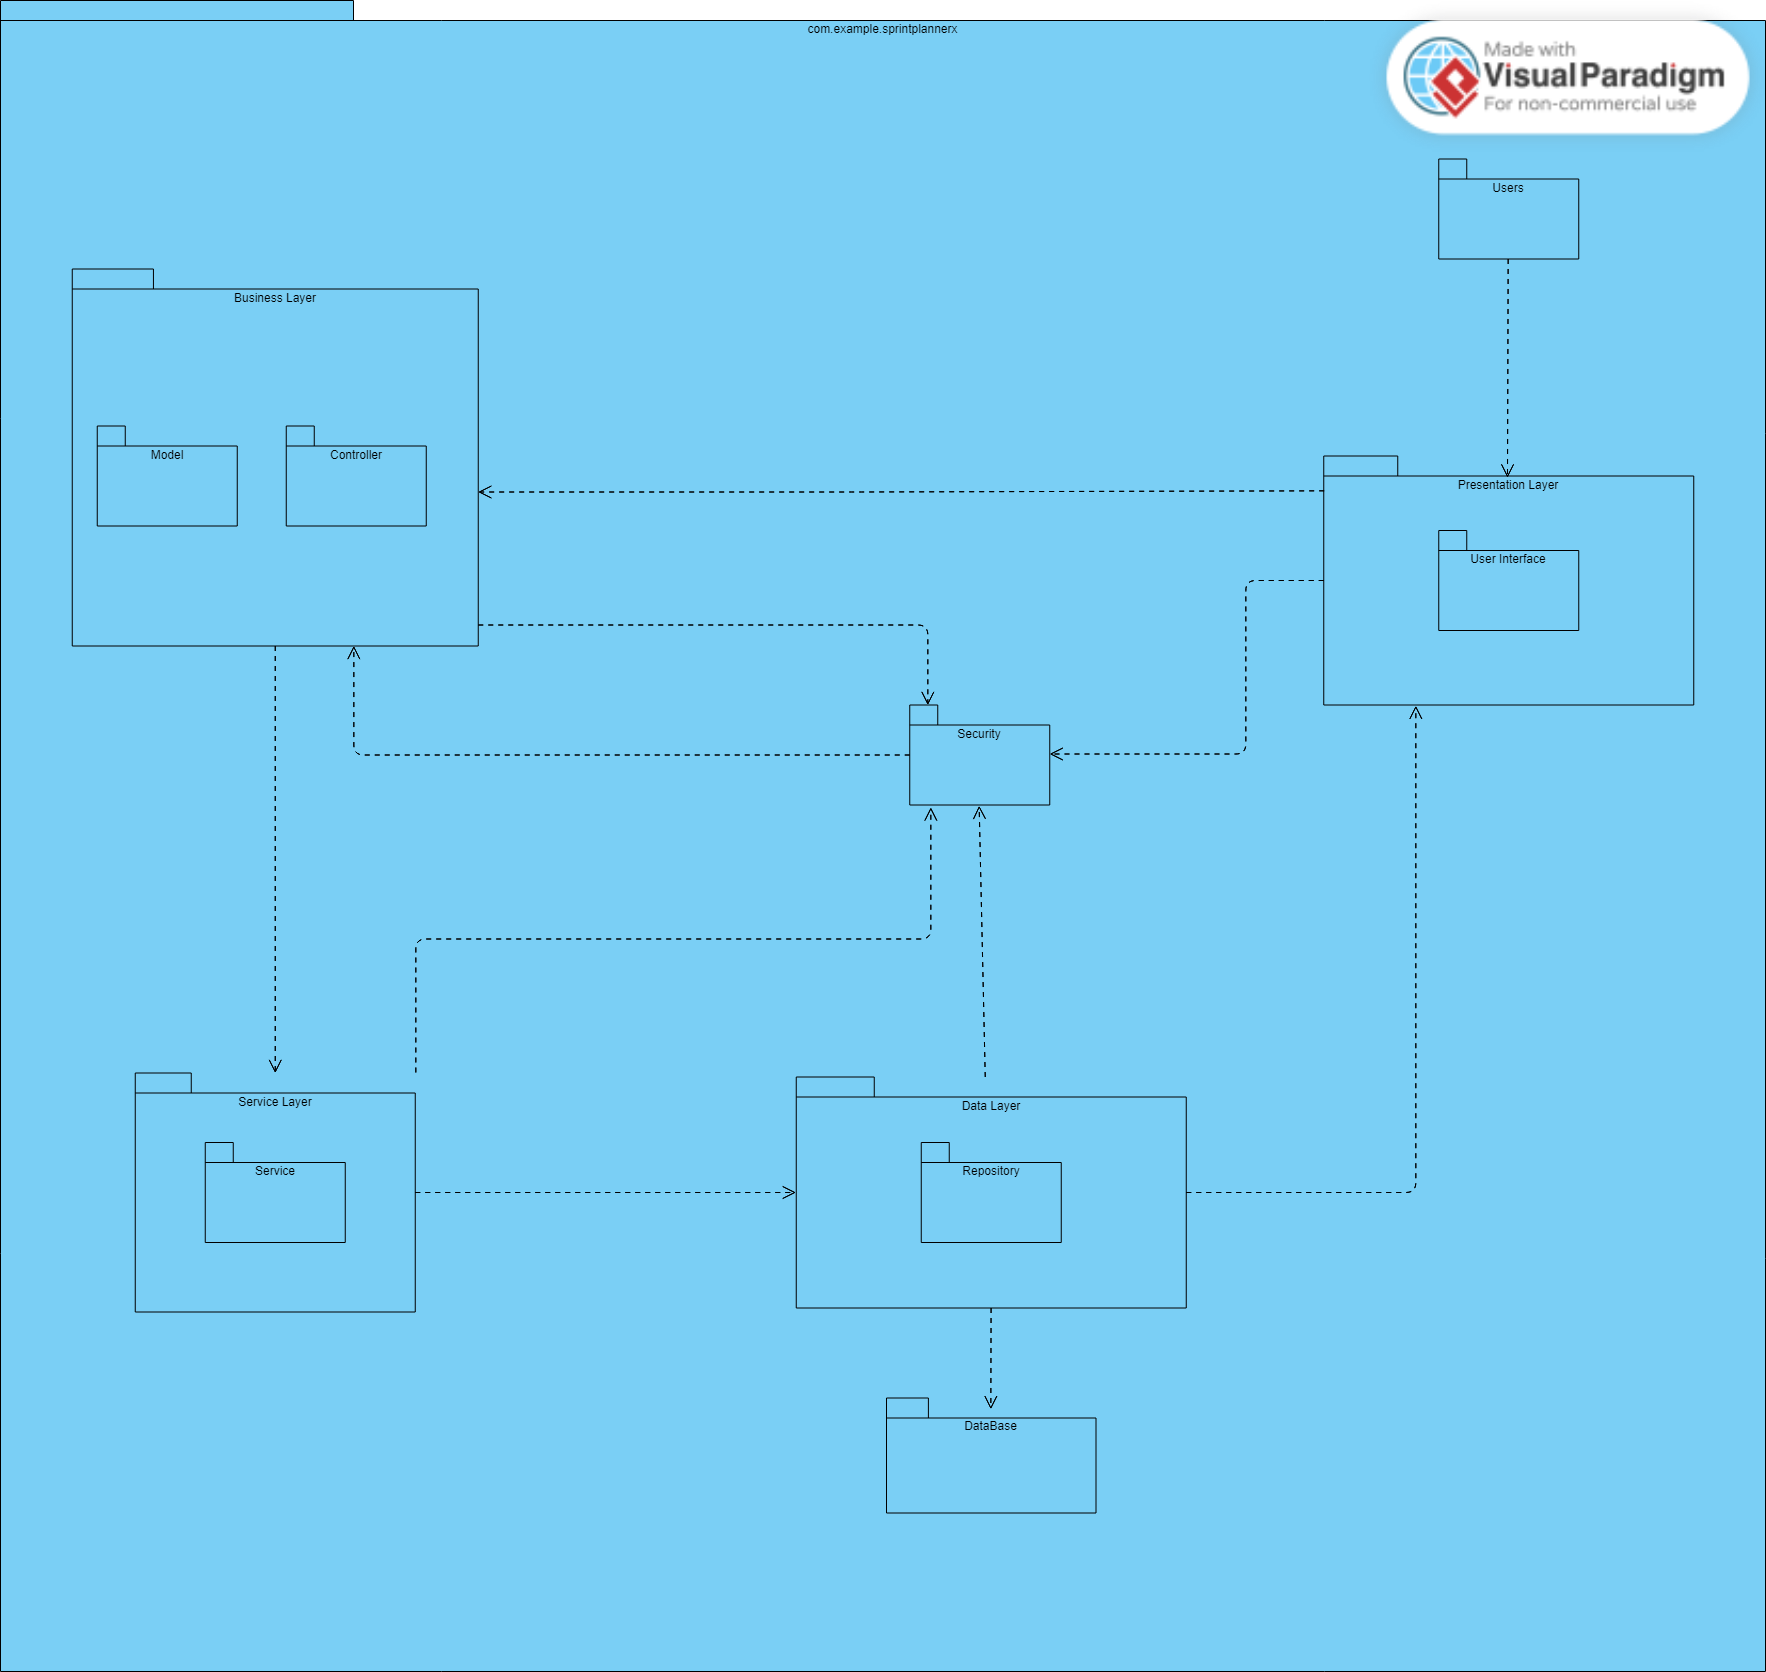 com.example.sprintplannerx
Made with
Visual Paradigm
For non-commercial use
Users
Business Layer
Model
Controller
Presentation Layer
User Interface
Security
Service Layer
Service
Data Layer
Repository
DataBase